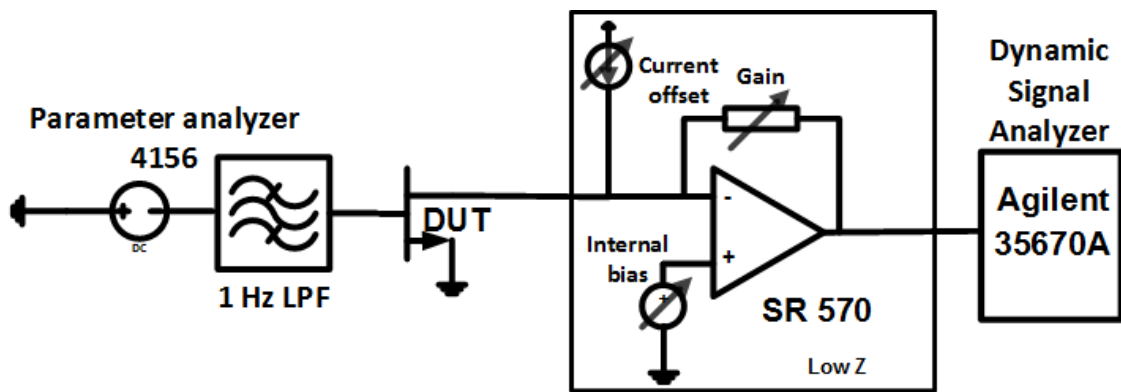 Parameter analyzer
4156
+ -
DC
1 Hz LPF
DUT
Current
offset
Gain
-
+
Internal
bias
+
SR 570
Low Z
Dynamic
Signal
Analyzer
Agilent
35670A